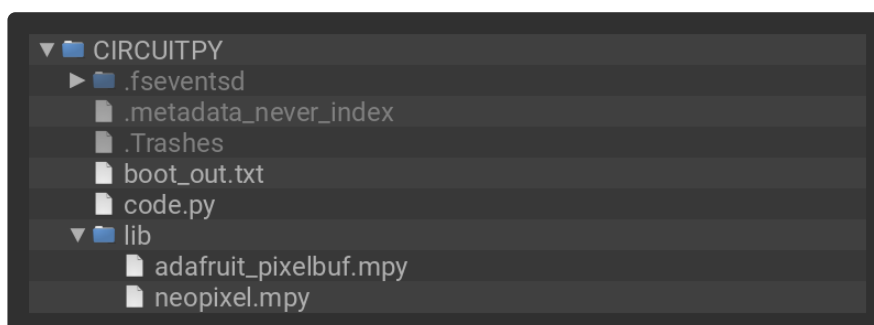 CIRCUITPY
.fseventsd
.metadata_never_index
.Trashes
boot_out.txt
code.py
lib
adafruit_pixelbuf.mpy
neopixel.mpy